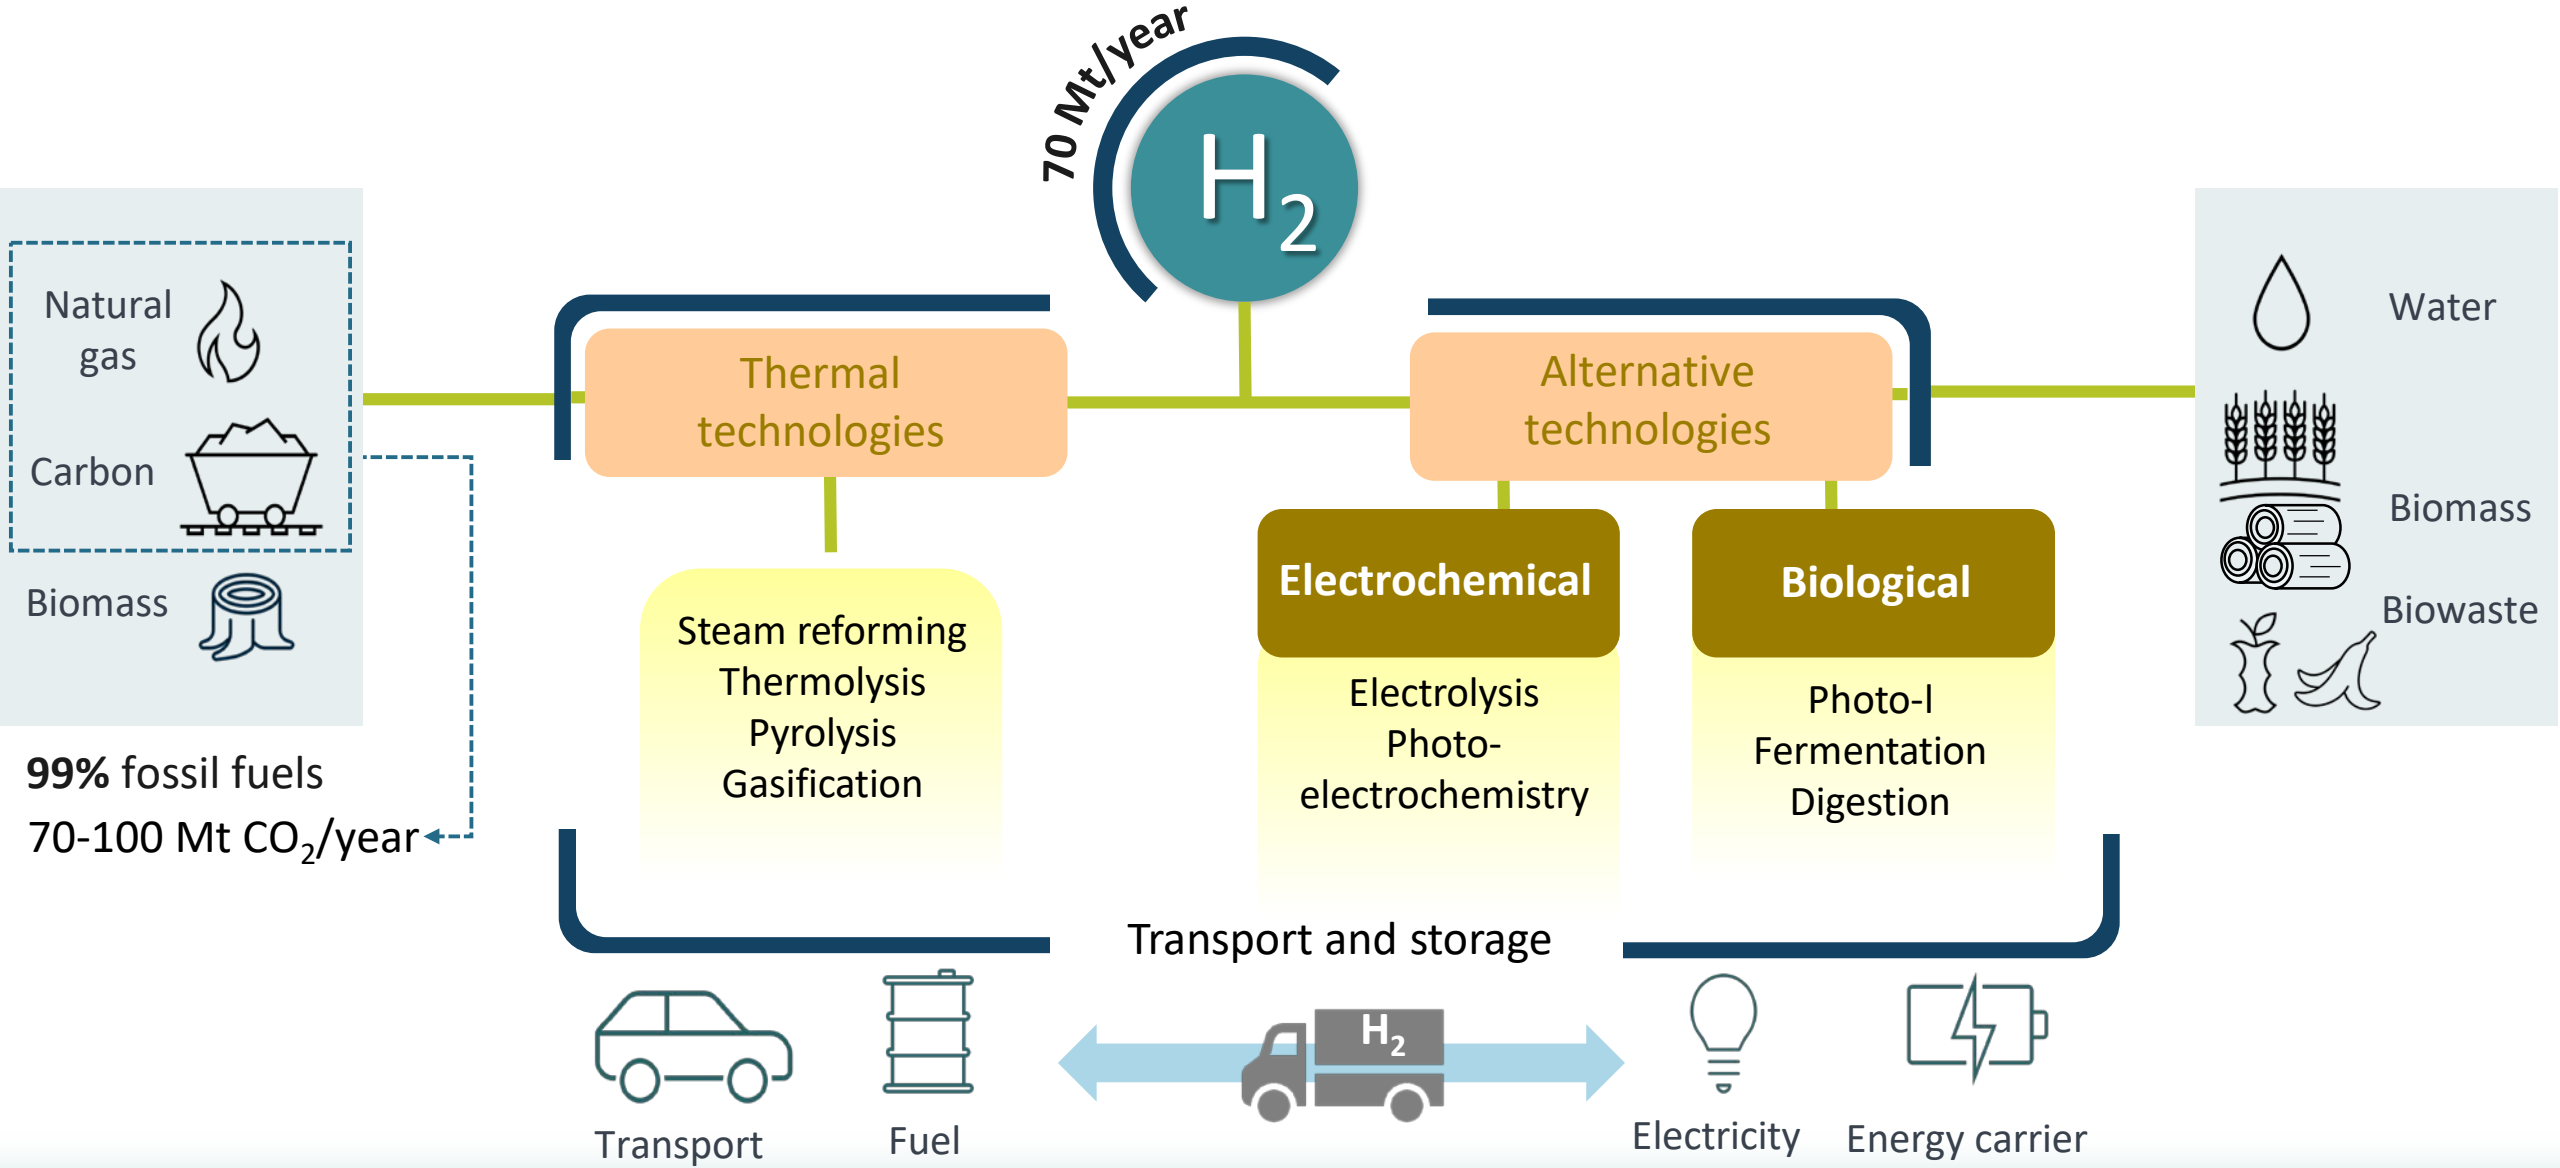 70 Mt/year
H₂
Natural
gas
Carbon
Biomass
99% fossil fuels
70-100 Mt CO₂/year
Thermal
technologies
Steam reforming
Thermolysis
Pyrolysis
Gasification
Alternative
technologies
Electrochemical
Electrolysis
Photo-
electrochemistry
Biological
Photo-l
Fermentation
Digestion
Water
Biomass
Biowaste
Transport and storage
H₂
Transport
Fuel
Electricity
Energy carrier